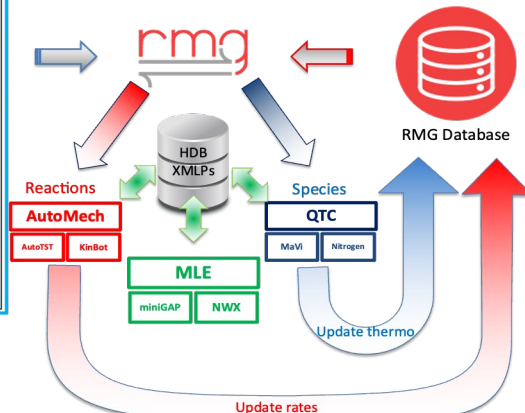 rmg
RMG Database
HDB
XMLPs
Reactions
Species
AutoMech
QTC
AutoTST
KinBot
MaVi
Nitrogen
MLE
miniGAP
NWX
Update thermo
Update rates